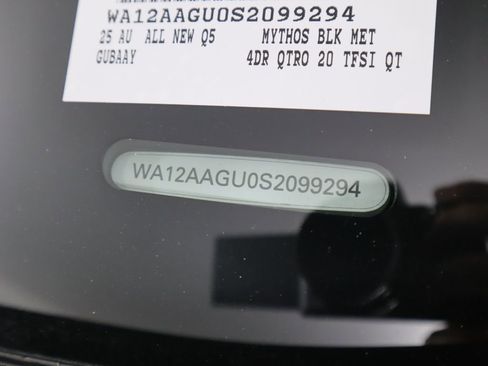 WA12AAGU0S2099294
25 AU ALL NEW Q5 MYTHOS BLK MET
GUBAAY 4DR QTRO 20 TFSI QT
WA12AAGU0S2099294